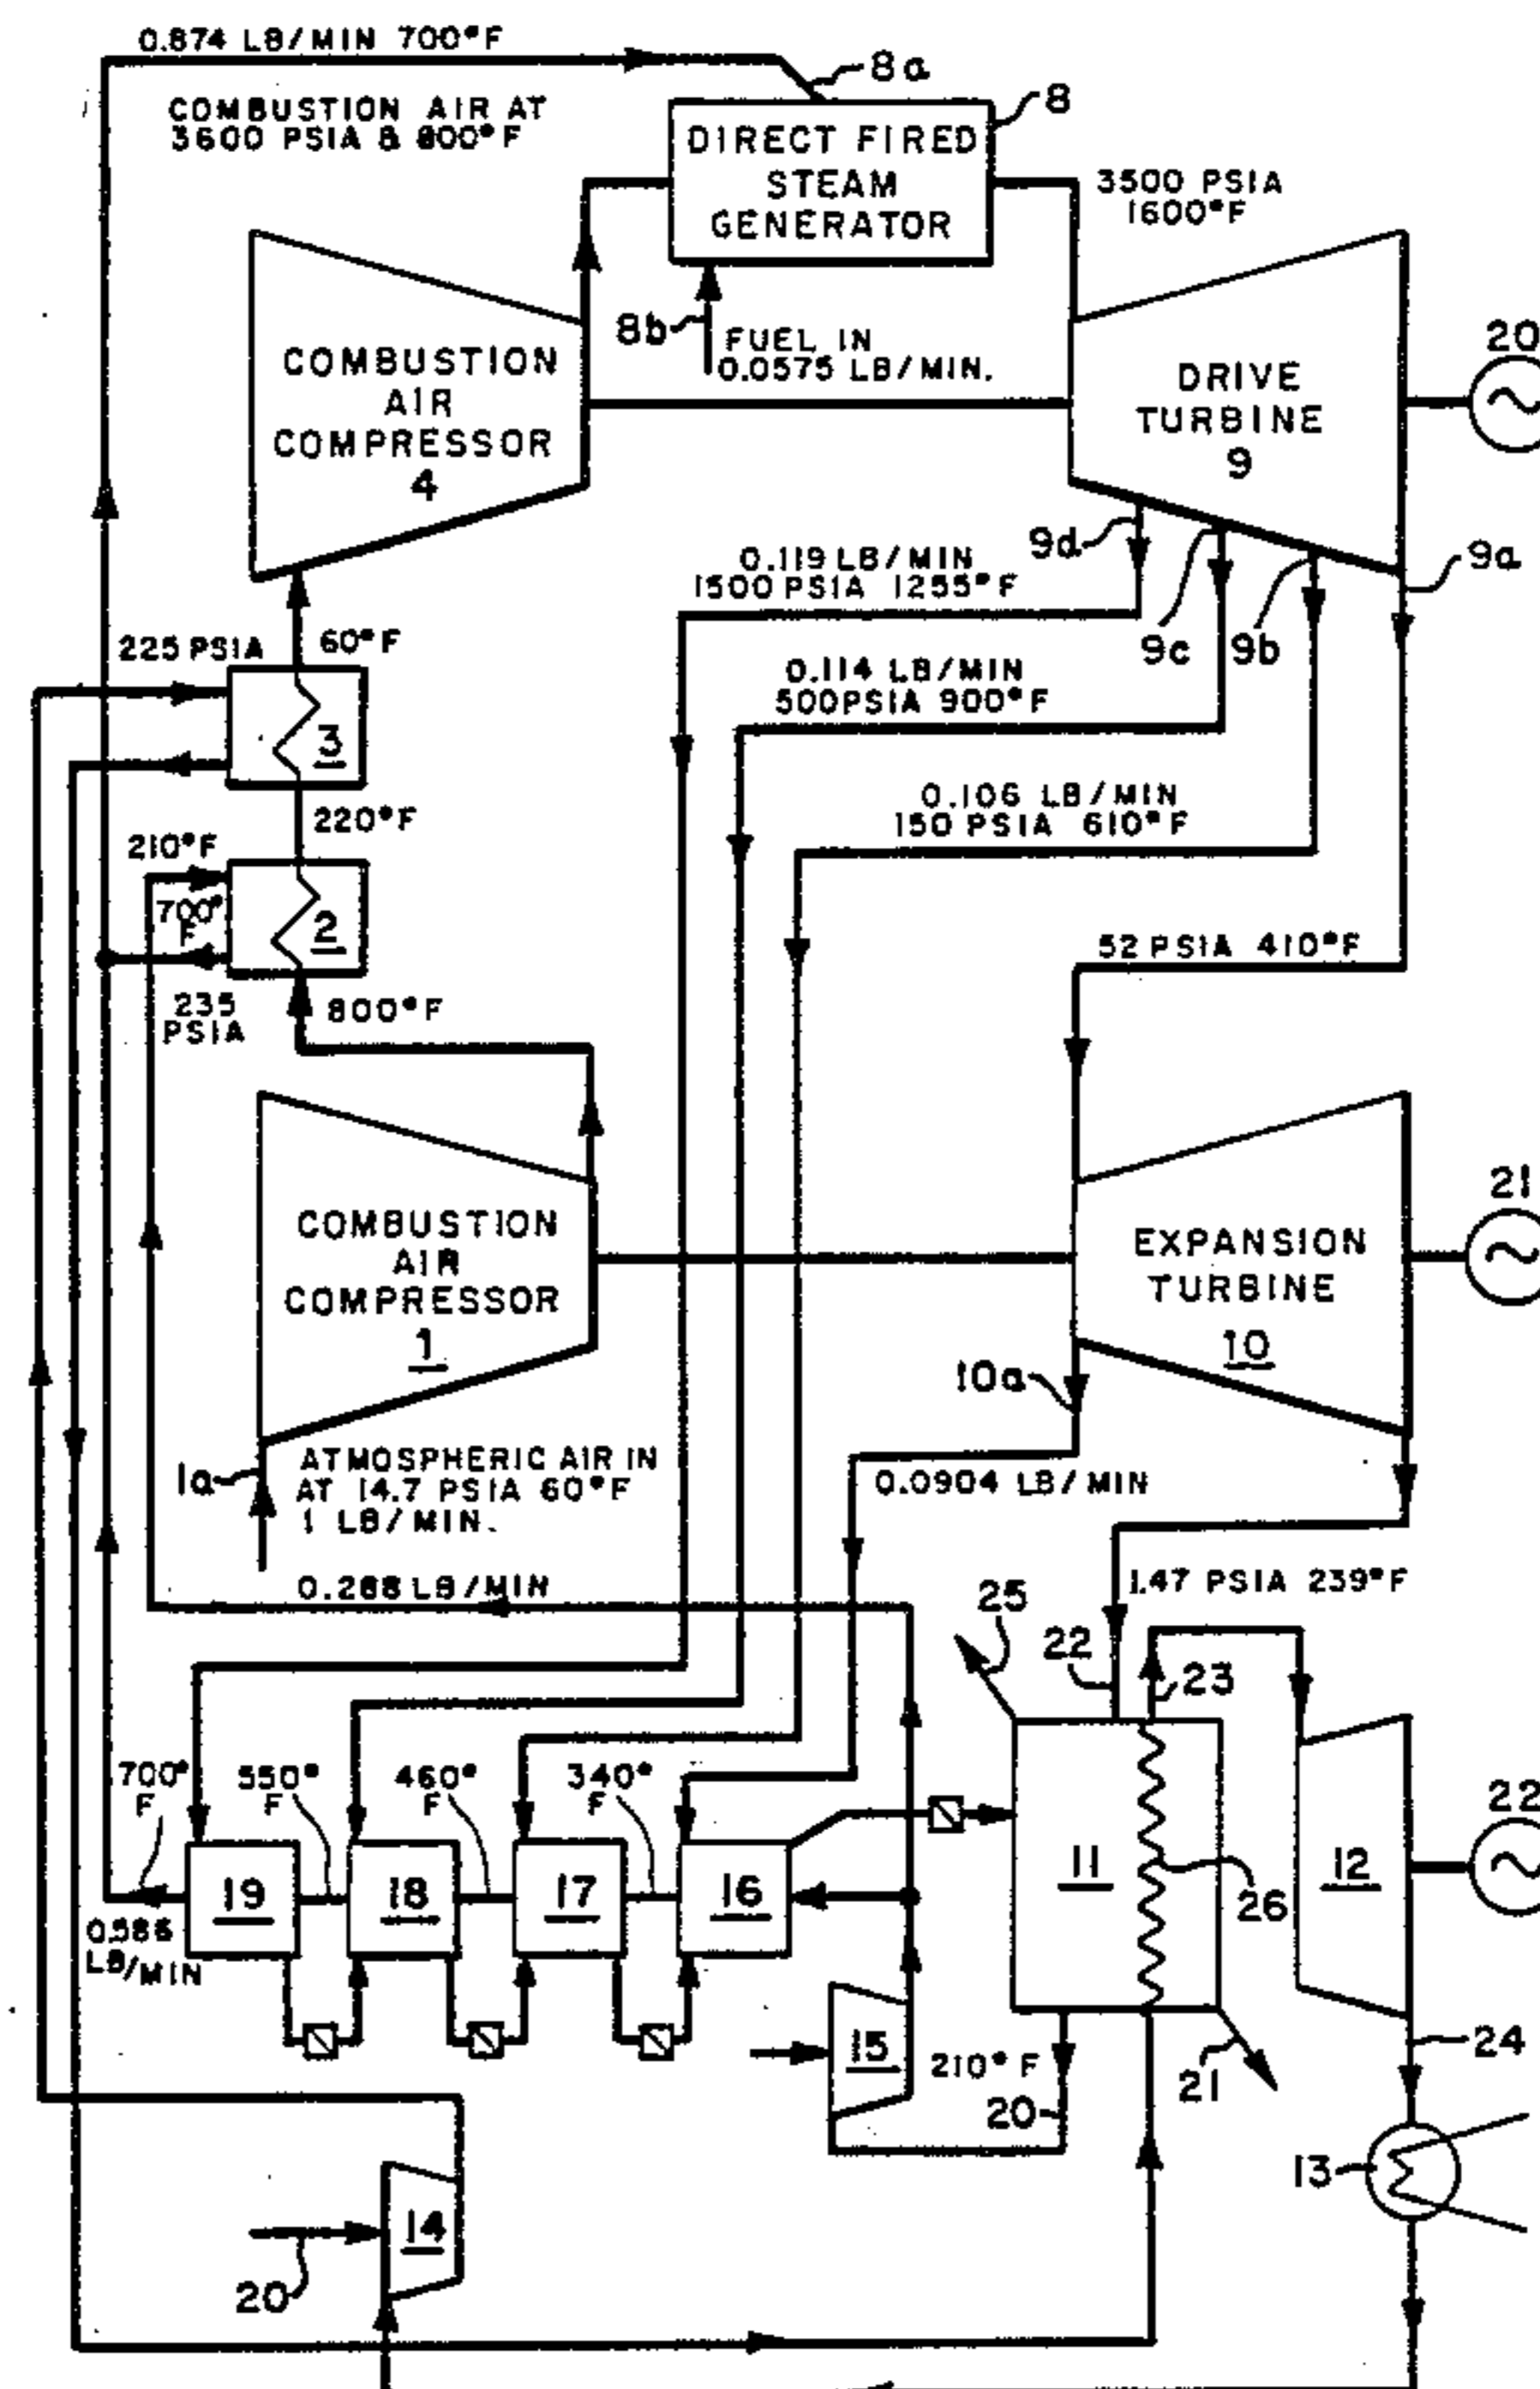 0.874 LB/MIN 700°F
8a
COMBUSTION AIR AT
3600 PSIA & 800°F
8
DIRECT FIRED
STEAM
GENERATOR
3500 PSIA
1600°F
8b
FUEL IN
0.0575 LB/MIN.
COMBUSTION
AIR
COMPRESSOR
4
DRIVE
TURBINE
9
20
9d
9c
9b
9a
0.119 LB/MIN
1500 PSIA 1255°F
225 PSIA
60°F
3
0.114 LB/MIN
500PSIA 900°F
220°F
0.106 LB/MIN
150 PSIA 610°F
210°F
700°
F
2
235
PSIA
800°F
52 PSIA 410°F
COMBUSTION
AIR
COMPRESSOR
1
EXPANSION
TURBINE
10
21
10a
1a
ATMOSPHERIC AIR IN
AT 14.7 PSIA 60°F
1 LB/MIN.
0.0904 LB/MIN
0.288 LB/MIN
1.47 PSIA 239°F
25
22
23
700°
F
550°
F
460°
F
340°
F
22
19
18
17
16
11
26
12
LB/MIN
15
210°F
20
21
24
13
14
20